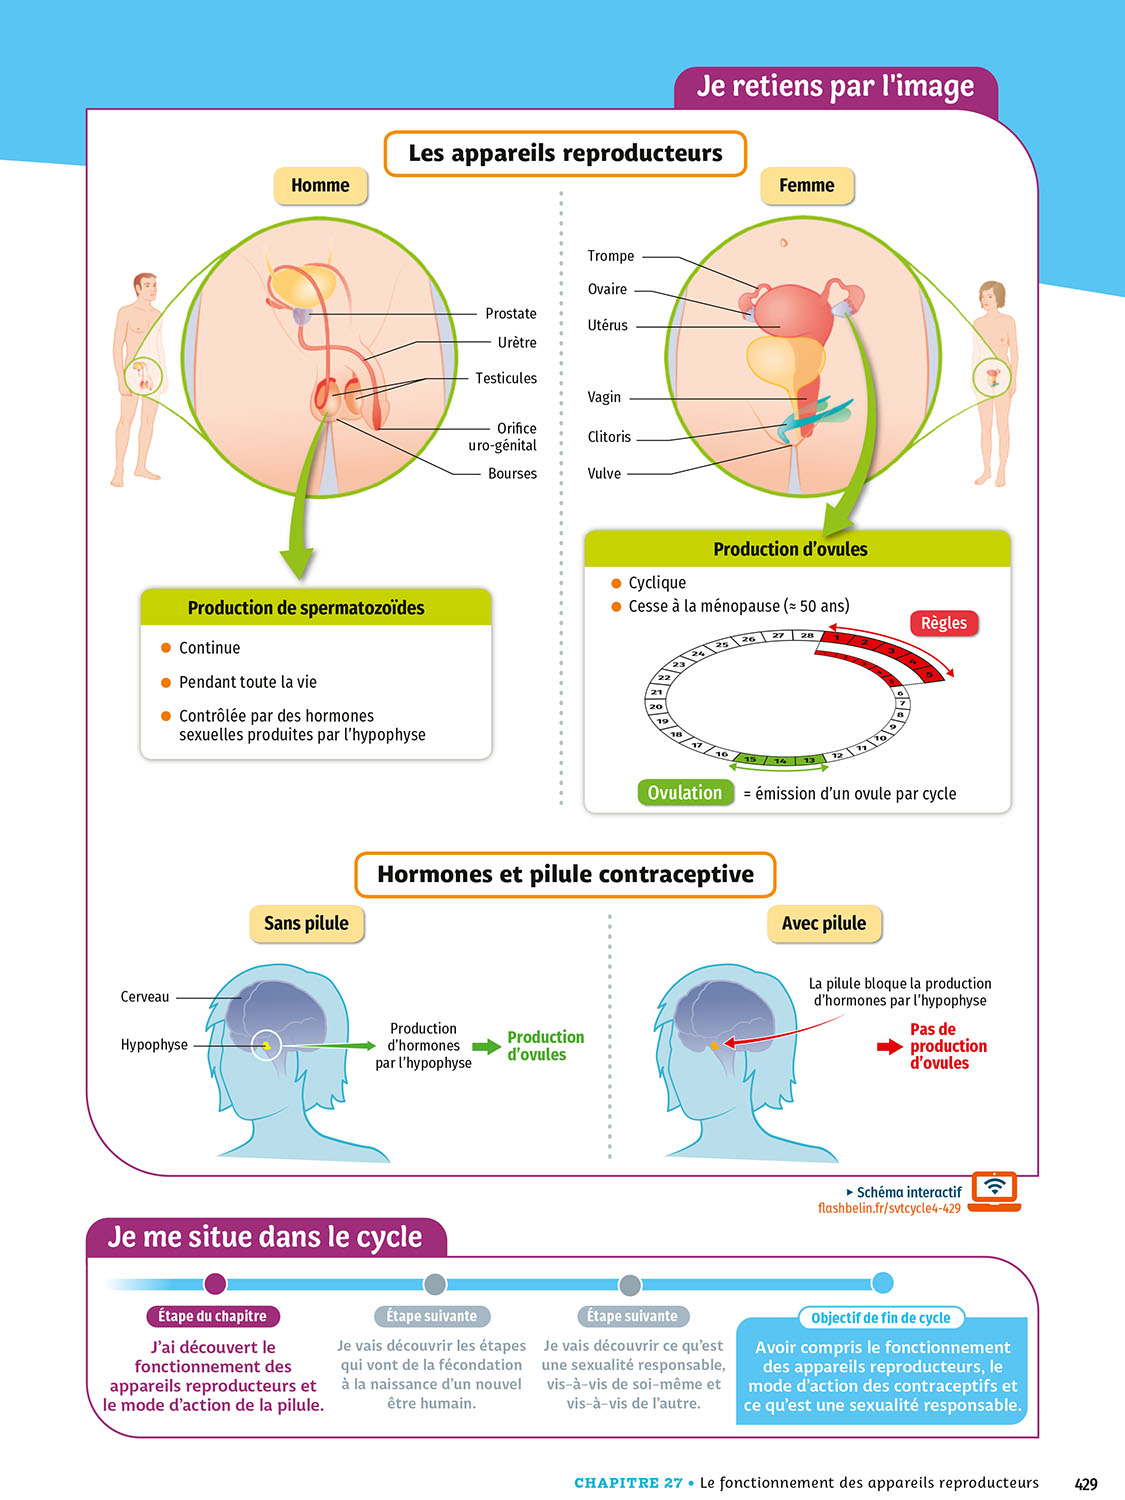 Je retiens par l'image
Les appareils reproducteurs
Homme
Femme
Prostate
Urètre
Testicules
Orifice
uro-génital
Bourses
Trompe
Ovaire
Utérus
Vagin
Clitoris
Vulve
Production de spermatozoïdes
Continue
Pendant toute la vie
Contrôlée par des hormones
sexuelles produites par l'hypophyse
Production d'ovules
Cyclique
Cesse à la ménopause (≈ 50 ans)
Règles
1 2 3 4 5
6
7
8
9
10
11
12
13
14
15
16
17
18
19
20
21
22
23
24
25
26
27
28
Ovulation = émission d'un ovule par cycle
Hormones et pilule contraceptive
Sans pilule
Avec pilule
Cerveau
Hypophyse
Production
d'hormones
par l'hypophyse
Production
d'ovules
La pilule bloque la production
d'hormones par l'hypophyse
Pas de
production
d'ovules
▸ Schéma interactif
flashbelin.fr/svtcycle4-429
Je me situe dans le cycle
Étape du chapitre
J'ai découvert le
fonctionnement des
appareils reproducteurs et
le mode d'action de la pilule.
Étape suivante
Je vais découvrir les étapes
qui vont de la fécondation
à la naissance d'un nouvel
être humain.
Étape suivante
Je vais découvrir ce qu'est
une sexualité responsable,
vis-à-vis de soi-même et
vis-à-vis de l'autre.
Objectif de fin de cycle
Avoir compris le fonctionnement
des appareils reproducteurs, le
mode d'action des contraceptifs et
ce qu'est une sexualité responsable.
CHAPITRE 27 • Le fonctionnement des appareils reproducteurs 429